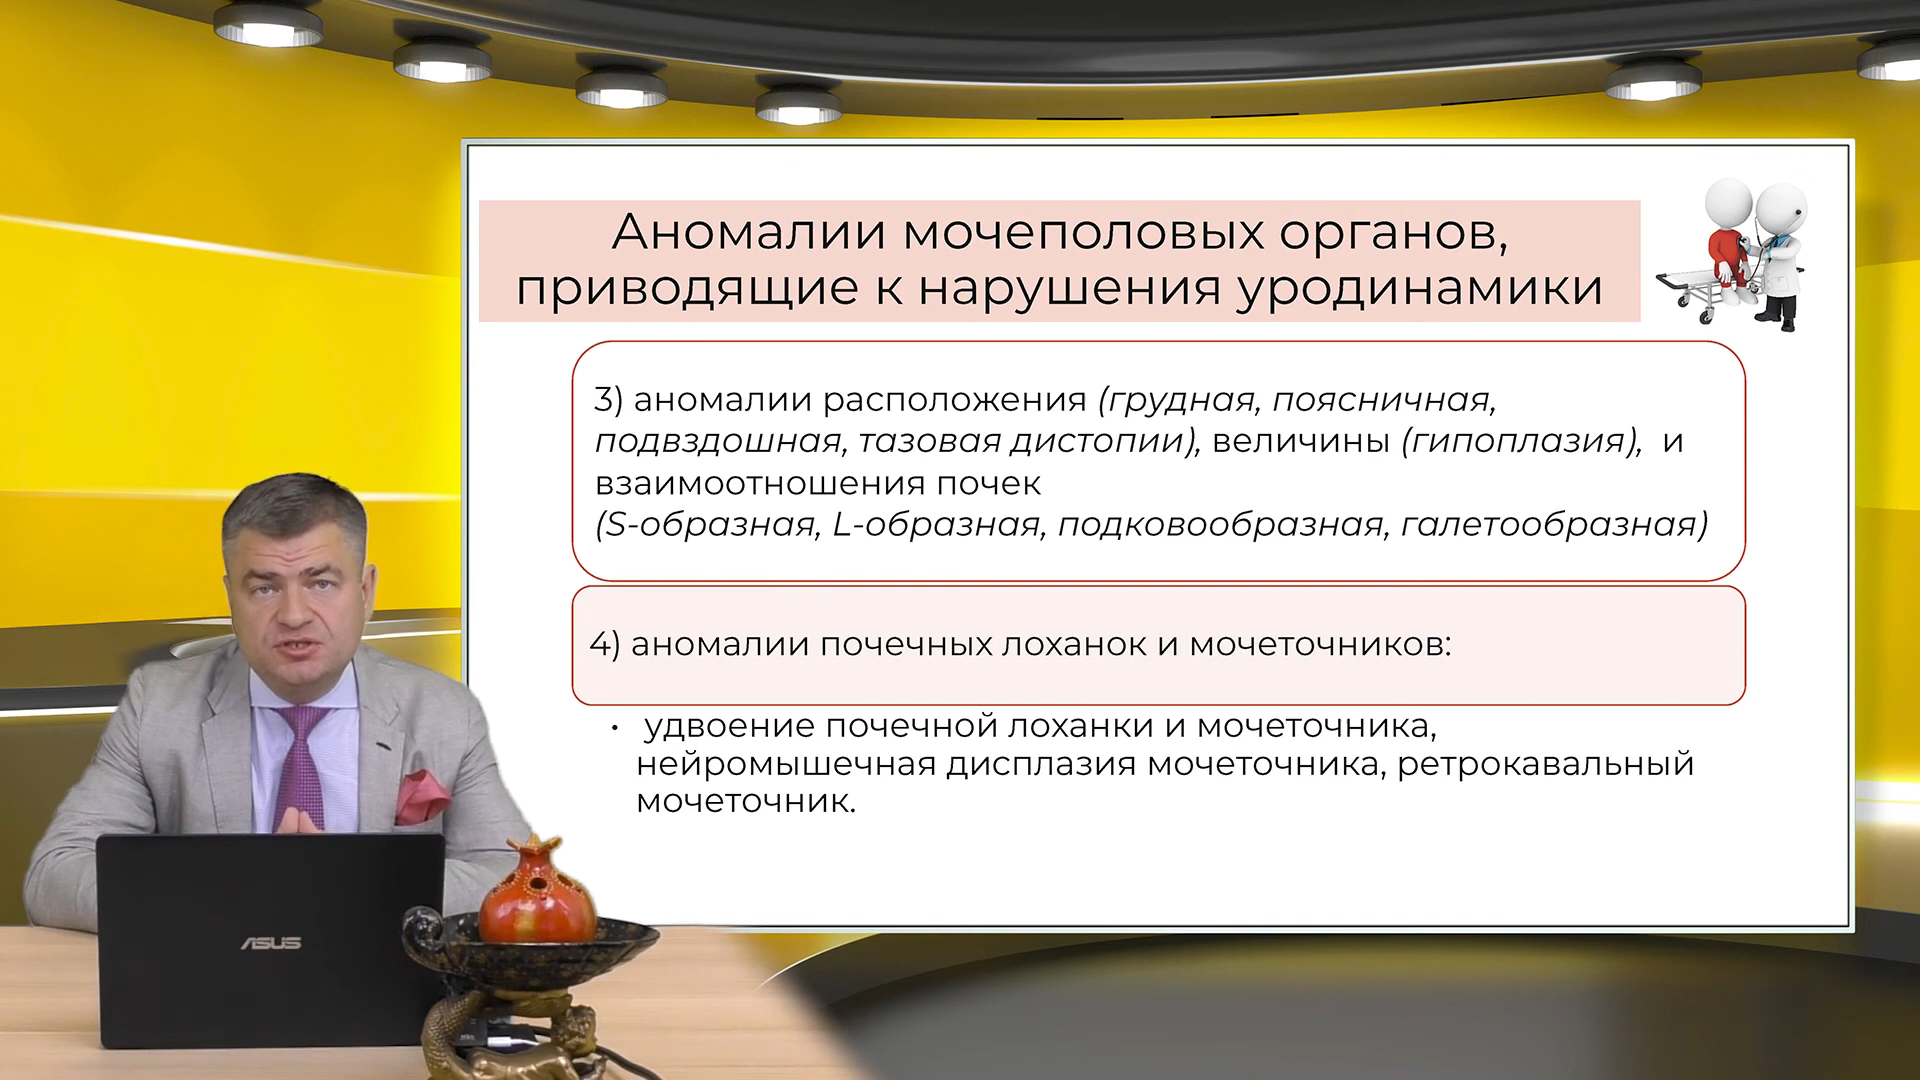 Аномалии мочеполовых органов,
приводящие к нарушения уродинамики
3) аномалии расположения (грудная, поясничная,
подвздошная, тазовая дистопии), величины (гипоплазия), и
взаимоотношения почек
(S-образная, L-образная, подковообразная, галетообразная)
4) аномалии почечных лоханок и мочеточников:
• удвоение почечной лоханки и мочеточника,
нейромышечная дисплазия мочеточника, ретрокавальный
мочеточник.
ASUS